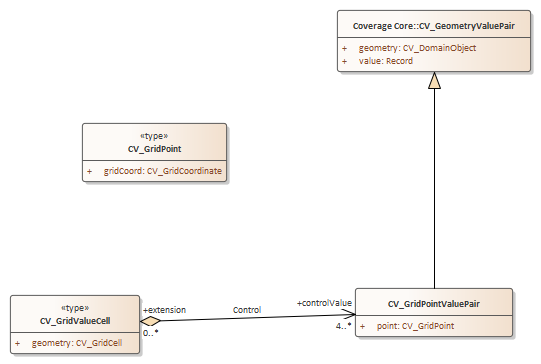 Coverage Core::CV_GeometryValuePair
+ geometry: CV_DomainObject
+ value: Record
«type»
CV_GridPoint
+ gridCoord: CV_GridCoordinate
«type»
CV_GridValueCell
+ geometry: CV_GridCell
+extension
0..*
Control
+controlValue
4..*
CV_GridPointValuePair
+ point: CV_GridPoint